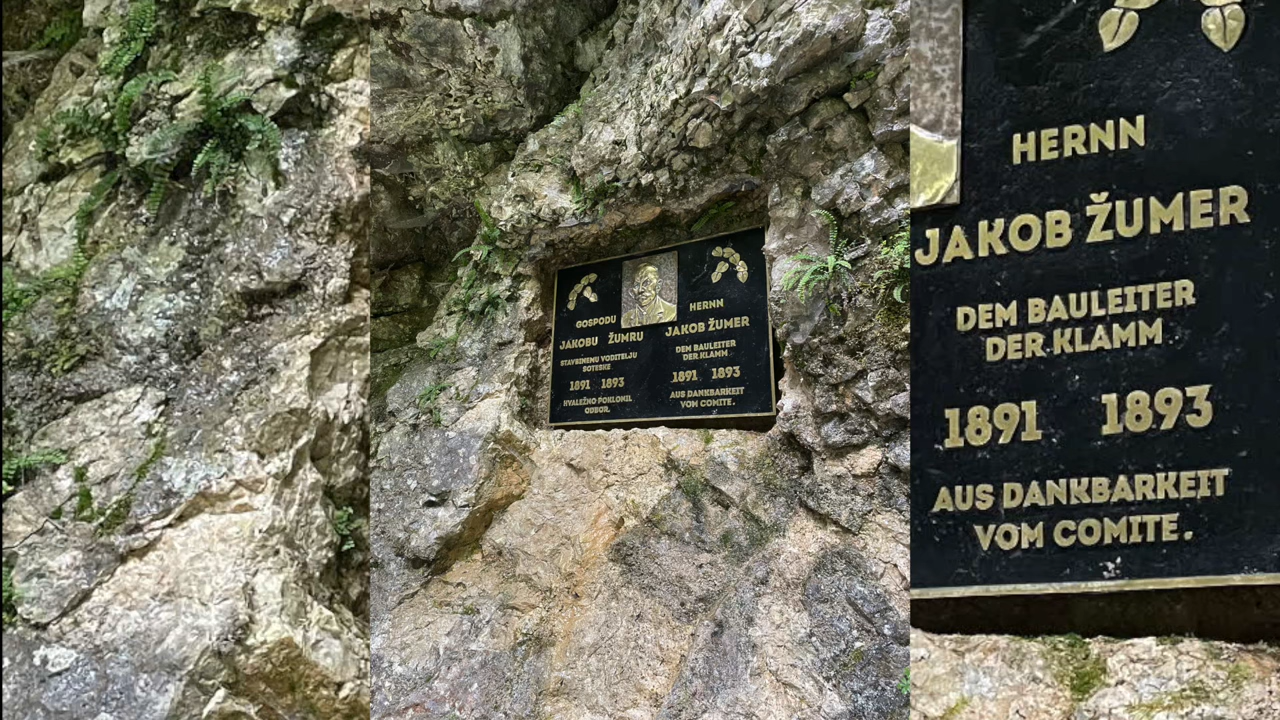 GOSPODU
JAKOBU ŽUMRU
STAVBINEMU VODITELJU
SOTESKE
1891 1893
HVALEŽNO POKLONIL
ODBOR.
HERNN
JAKOB ŽUMER
DEM BAULEITER
DER KLAMM
1891 1893
AUS DANKBARKEIT
VOM COMITE.
HERNN
JAKOB ŽUMER
DEM BAULEITER
DER KLAMM
1891 1893
AUS DANKBARKEIT
VOM COMITE.